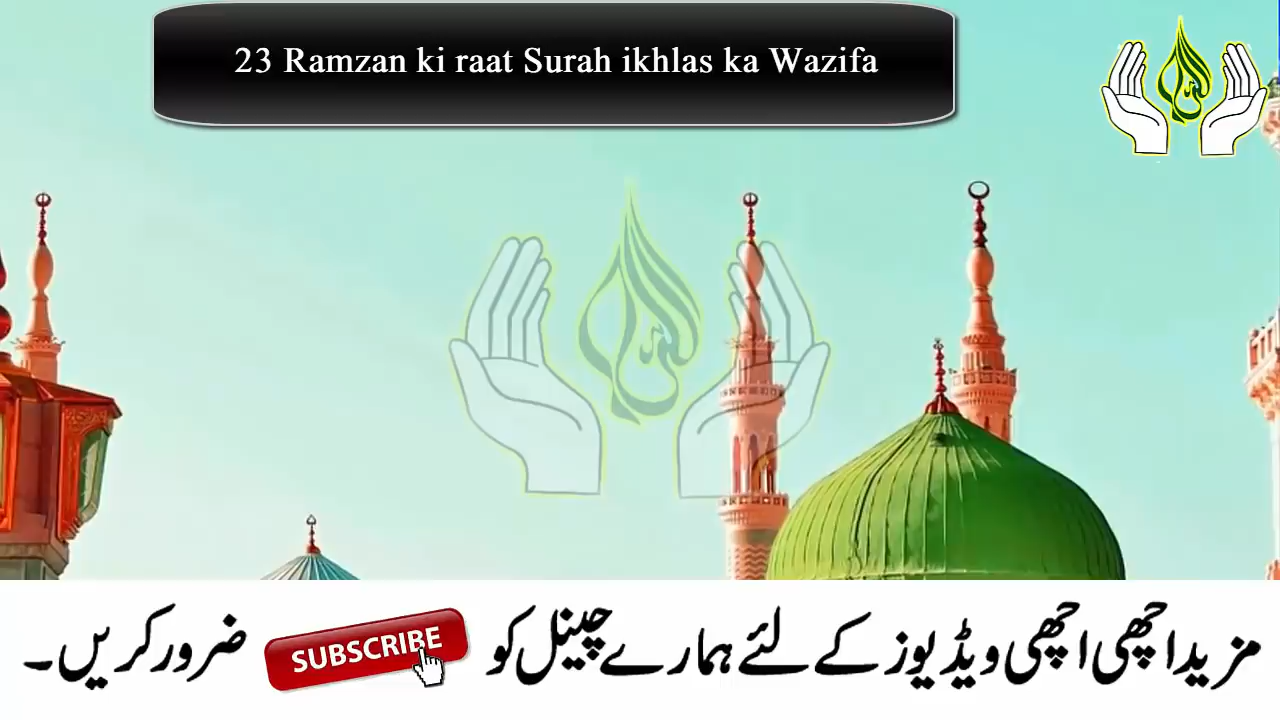 23 Ramzan ki raat Surah ikhlas ka Wazifa
مزید اچھی اچھی ویڈیوز کے لئے ہمارے چینل کو SUBSCRIBE ضرور کریں۔